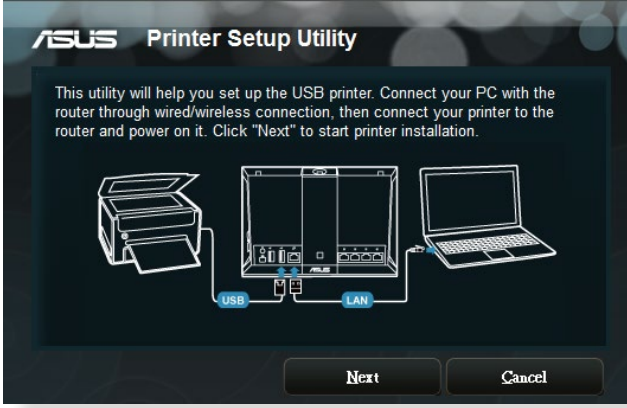 ASUS Printer Setup Utility
This utility will help you set up the USB printer. Connect your PC with the
router through wired/wireless connection, then connect your printer to the
router and power on it. Click "Next" to start printer installation.
ASUS
USB
LAN
Next
Cancel